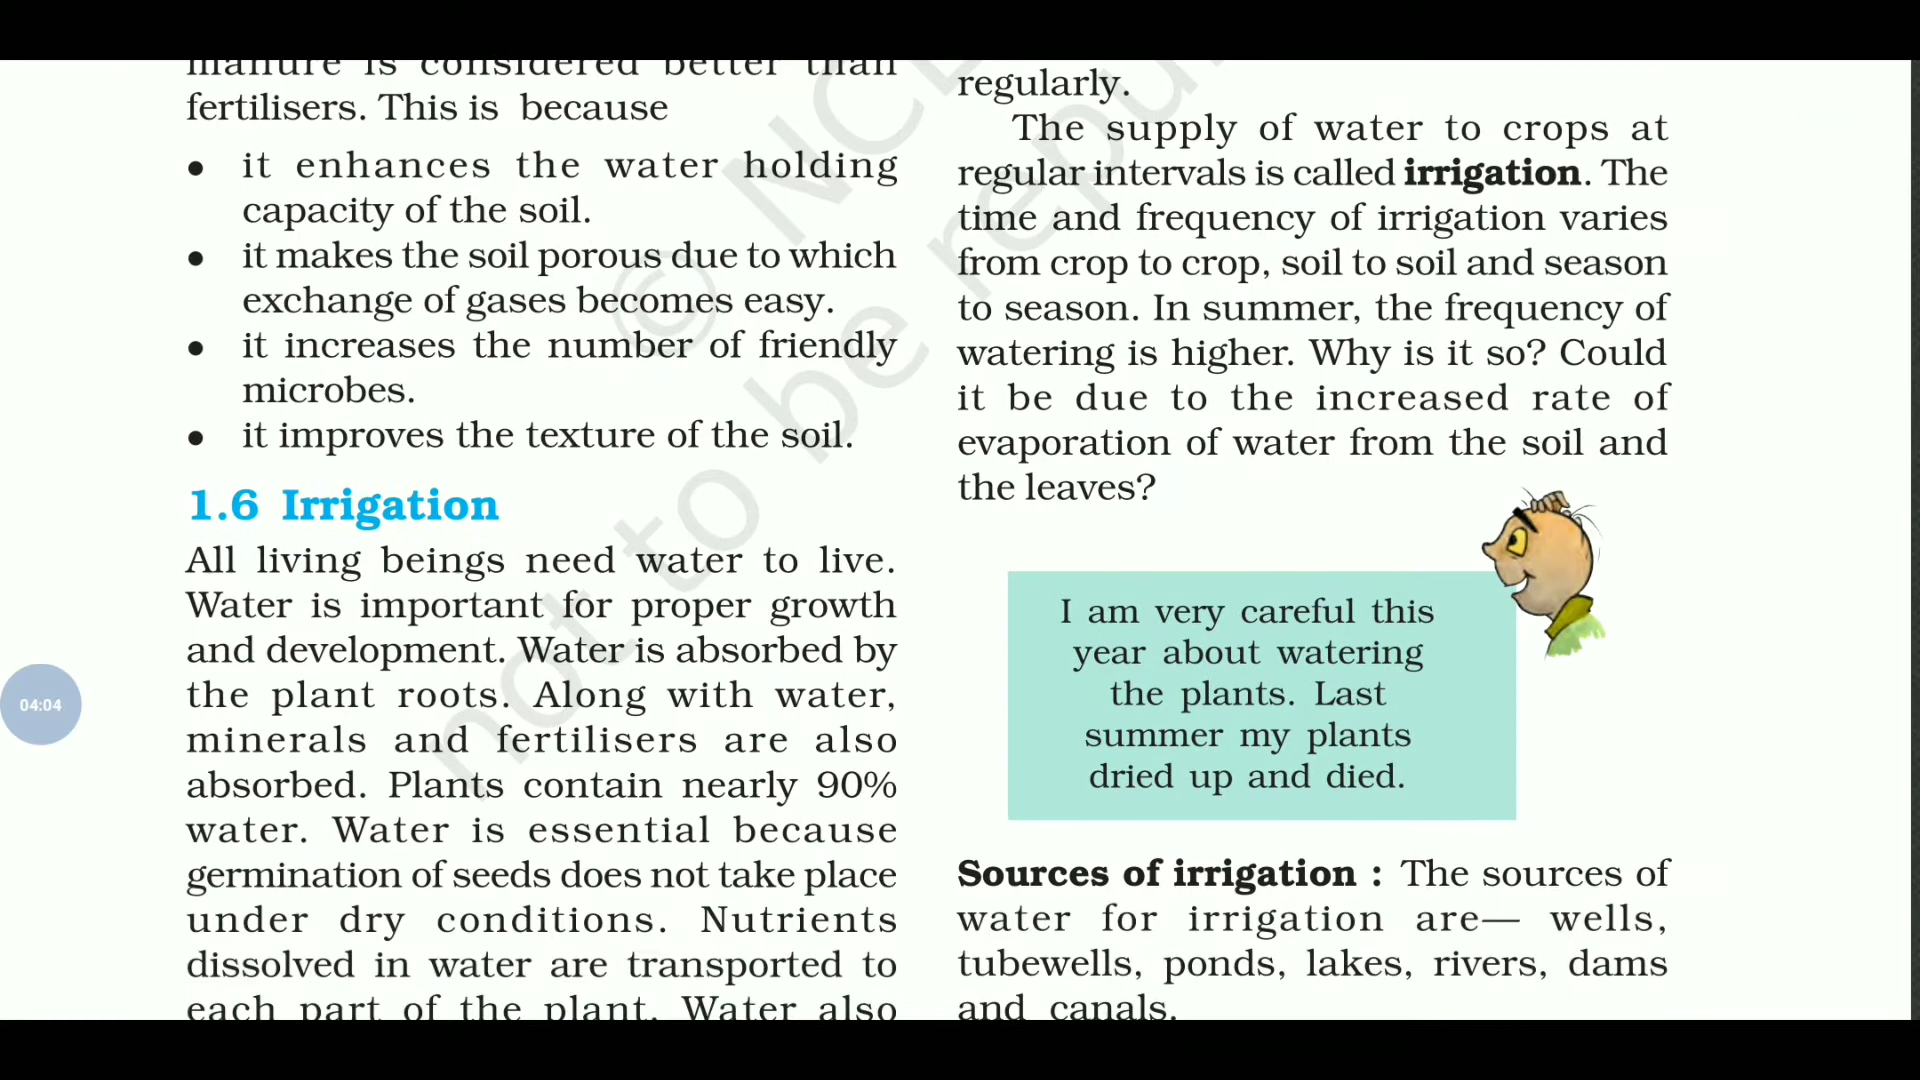 manure is considered better than
fertilisers. This is because
● it enhances the water holding
capacity of the soil.
● it makes the soil porous due to which
exchange of gases becomes easy.
● it increases the number of friendly
microbes.
● it improves the texture of the soil.
1.6 Irrigation
All living beings need water to live.
Water is important for proper growth
and development. Water is absorbed by
the plant roots. Along with water,
minerals and fertilisers are also
absorbed. Plants contain nearly 90%
water. Water is essential because
germination of seeds does not take place
under dry conditions. Nutrients
dissolved in water are transported to
each part of the plant. Water also
regularly.
The supply of water to crops at
regular intervals is called irrigation. The
time and frequency of irrigation varies
from crop to crop, soil to soil and season
to season. In summer, the frequency of
watering is higher. Why is it so? Could
it be due to the increased rate of
evaporation of water from the soil and
the leaves?
I am very careful this
year about watering
the plants. Last
summer my plants
dried up and died.
Sources of irrigation : The sources of
water for irrigation are— wells,
tubewells, ponds, lakes, rivers, dams
and canals.
04:04
© NC
not to be repu